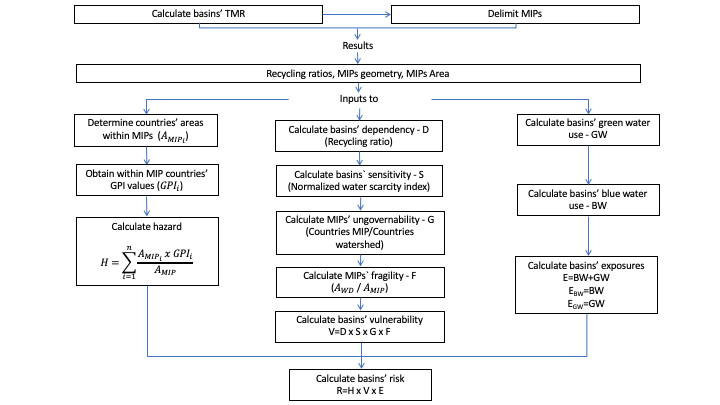 Calculate basins' TMR
Delimit MIPs
Results
Recycling ratios, MIPs geometry, MIPs Area
Inputs to
Determine countries' areas
within MIPs (A_MIPi)
Obtain within MIP countries'
GPI values (GPI_i)
Calculate hazard
H = ∑_{i=1}^{n} (A_MIPi x GPI_i) / A_MIP
Calculate basins' dependency - D
(Recycling ratio)
Calculate basins` sensitivity - S
(Normalized water scarcity index)
Calculate MIPs' ungovernability - G
(Countries MIP/Countries
watershed)
Calculate MIPs` fragility - F
(A_WD / A_MIP)
Calculate basins' vulnerability
V=D x S x G x F
Calculate basins' green water
use - GW
Calculate basins' blue water
use - BW
Calculate basins' exposures
E=BW+GW
E_BW=BW
E_GW=GW
Calculate basins' risk
R=H x V x E